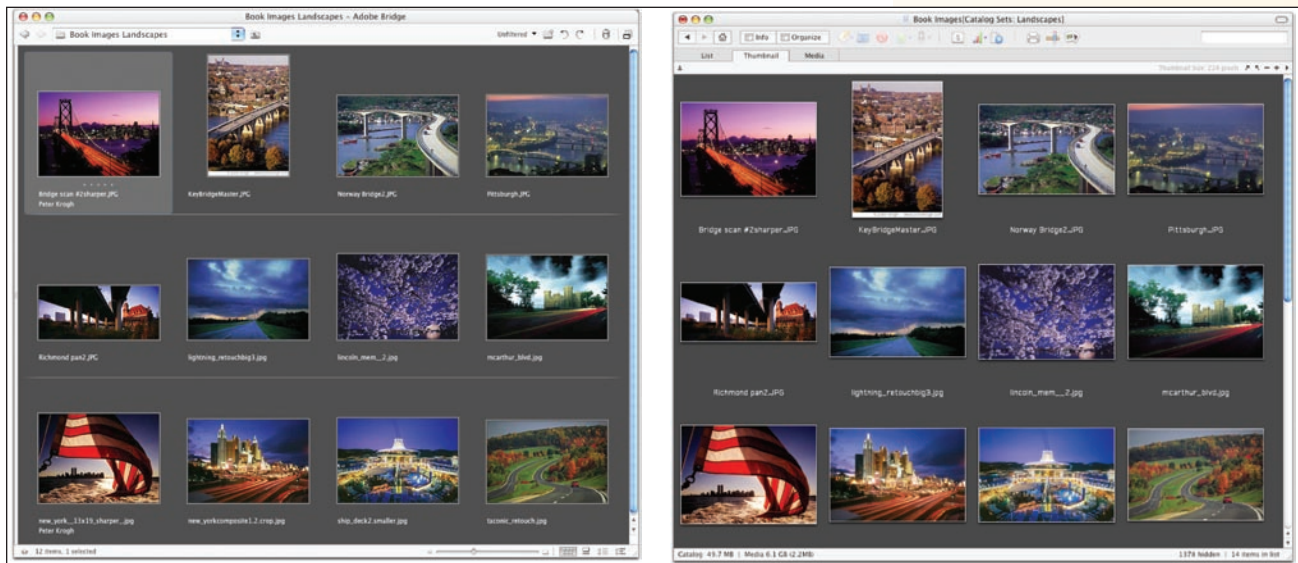 Book Images Landscapes – Adobe Bridge
Book Images Landscapes
Unfiltered
Bridge scan #2sharper.JPG
Peter Krogh
KeyBridgeMaster.JPG
Norway Bridge2.JPG
Pittsburgh.JPG
Richmond pan2.JPG
lightning_retouchbig3.jpg
lincoln_mem__2.jpg
mcarthur_blvd.jpg
new_york__13x19_sharper_.jpg
Peter Krogh
new_yorkcomposite1.2.crop.jpg
ship_deck2.smaller.jpg
taconic_retouch.jpg
12 items, 1 selected
Book Images(Catalog Sets: Landscapes)
Info
Organize
List
Thumbnail
Media
Thumbnail Size: 224 pixels
Bridge scan #2sharper.JPG
KeyBridgeMaster.JPG
Norway Bridge2.JPG
Pittsburgh.JPG
Richmond pan2.JPG
lightning_retouchbig3.jpg
lincoln_mem__2.jpg
mcarthur_blvd.jpg
Catalog 49.7 MB | Media 6.1 GB (2.2MB)
1378 hidden | 14 items in list